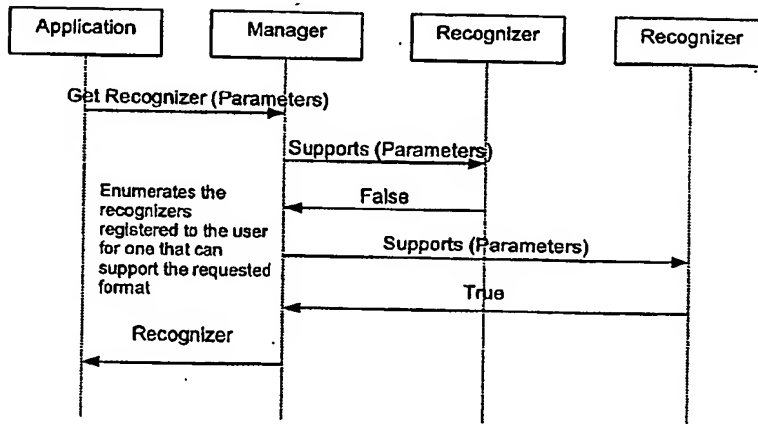 Application
Manager
Recognizer
Recognizer
Get Recognizer (Parameters)
Supports (Parameters)
False
Enumerates the
recognizers
registered to the user
for one that can
support the requested
format
Supports (Parameters)
True
Recognizer